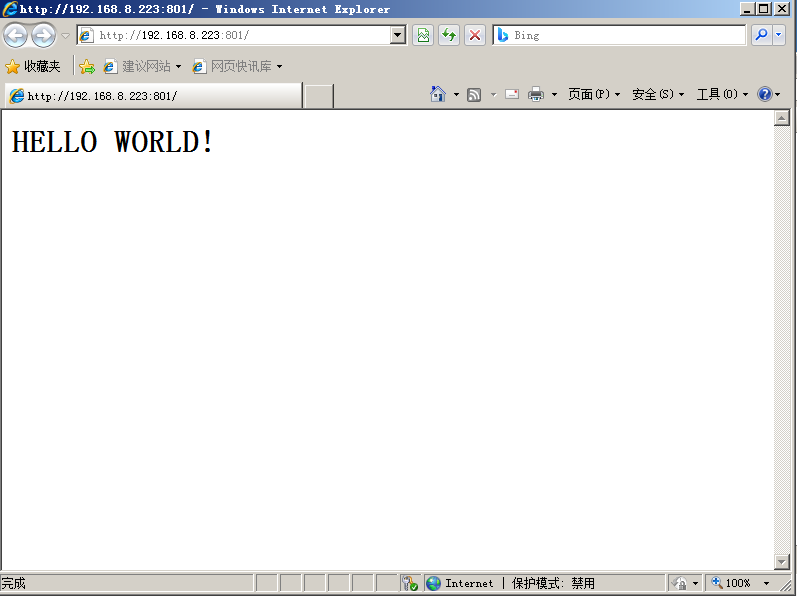 http://192.168.8.223:801/ - Windows Internet Explorer
http://192.168.8.223:801/
Bing
收藏夹
建议网站
网页快讯库
http://192.168.8.223:801/
页面(P)
安全(S)
工具(O)
HELLO WORLD!
完成
Internet | 保护模式: 禁用
100%